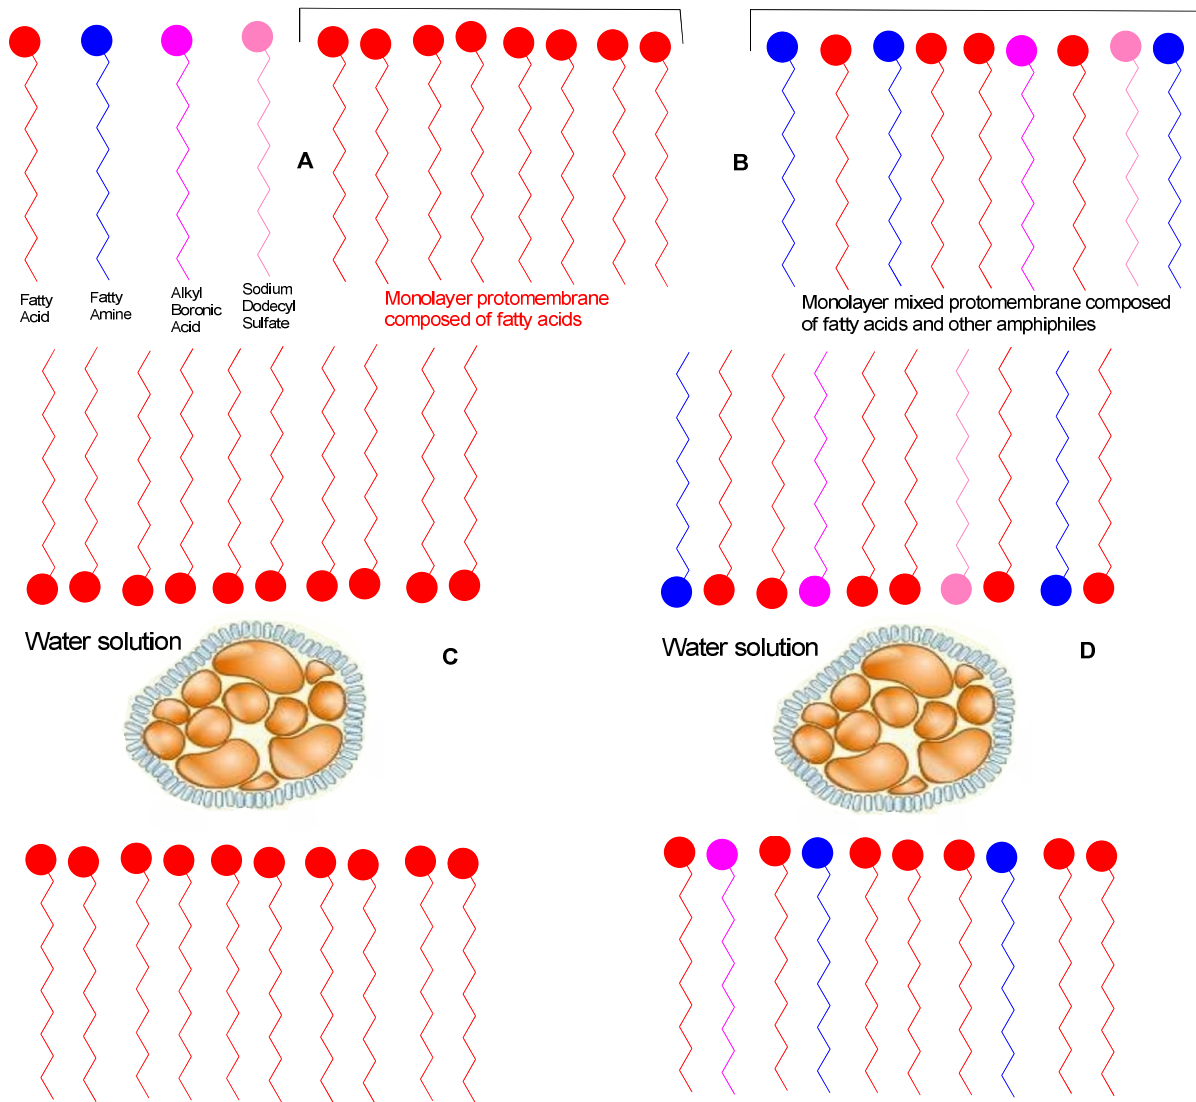 A
B
Fatty
Acid
Fatty
Amine
Alkyl
Boronic
Acid
Sodium
Dodecyl
Sulfate
Monolayer protomembrane
composed of fatty acids
Monolayer mixed protomembrane composed
of fatty acids and other amphiphiles
Water solution
C
Water solution
D